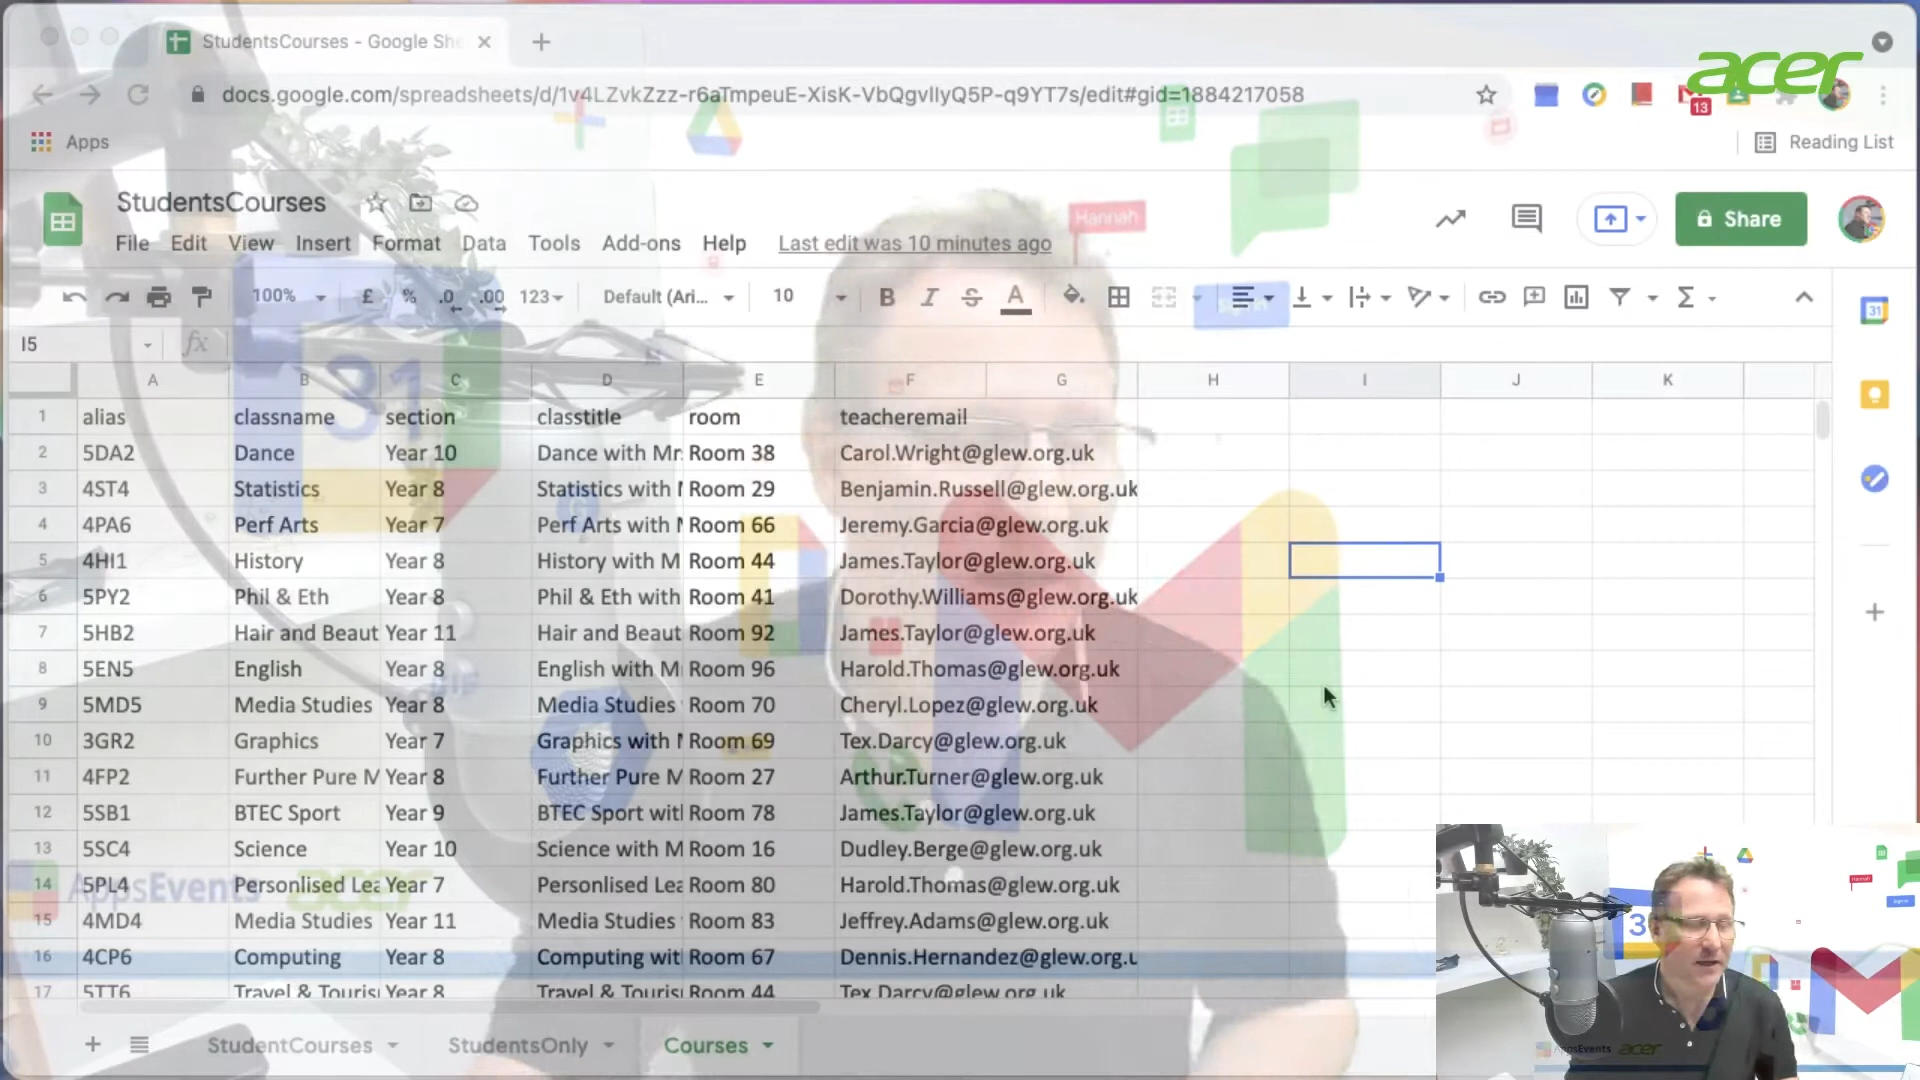 StudentsCourses - Google She
acer
docs.google.com/spreadsheets/d/1v4LZvkZzz-r6aTmpeuE-XisK-VbQgvIlyQ5P-q9YT7s/edit#gid=1884217058
13
Apps
Reading List
StudentsCourses
Hannah
Share
File Edit View Insert Format Data Tools Add-ons Help Last edit was 10 minutes ago
100% £ % .0 .00 123 Default (Ari... 10 B I S A Σ
31
I5 fx
31
A B C D E F G H I J K
1 alias classname section classtitle room teacheremail
2 5DA2 Dance Year 10 Dance with Mr Room 38 Carol.Wright@glew.org.uk
3 4ST4 Statistics Year 8 Statistics with Room 29 Benjamin.Russell@glew.org.uk
4 4PA6 Perf Arts Year 7 Perf Arts with Room 66 Jeremy.Garcia@glew.org.uk
5 4HI1 History Year 8 History with M Room 44 James.Taylor@glew.org.uk
6 5PY2 Phil & Eth Year 8 Phil & Eth with Room 41 Dorothy.Williams@glew.org.uk
7 5HB2 Hair and Beaut Year 11 Hair and Beaut Room 92 James.Taylor@glew.org.uk
8 5EN5 English Year 8 English with M Room 96 Harold.Thomas@glew.org.uk
9 5MD5 Media Studies Year 8 Media Studies Room 70 Cheryl.Lopez@glew.org.uk
10 3GR2 Graphics Year 7 Graphics with Room 69 Tex.Darcy@glew.org.uk
11 4FP2 Further Pure M Year 8 Further Pure M Room 27 Arthur.Turner@glew.org.uk
12 5SB1 BTEC Sport Year 9 BTEC Sport wit Room 78 James.Taylor@glew.org.uk
13 5SC4 Science Year 10 Science with M Room 16 Dudley.Berge@glew.org.uk
14 5PL4 Personlised Lea Year 7 Personlised Lea Room 80 Harold.Thomas@glew.org.uk
AppsEvents acer
15 4MD4 Media Studies Year 11 Media Studies Room 83 Jeffrey.Adams@glew.org.uk
16 4CP6 Computing Year 8 Computing wit Room 67 Dennis.Hernandez@glew.org.u
17 5TT6 Travel & Touris Year 8 Travel & Touris Room 44 Tex.Darcy@glew.org.uk
StudentCourses StudentsOnly Courses
AppsEvents acer